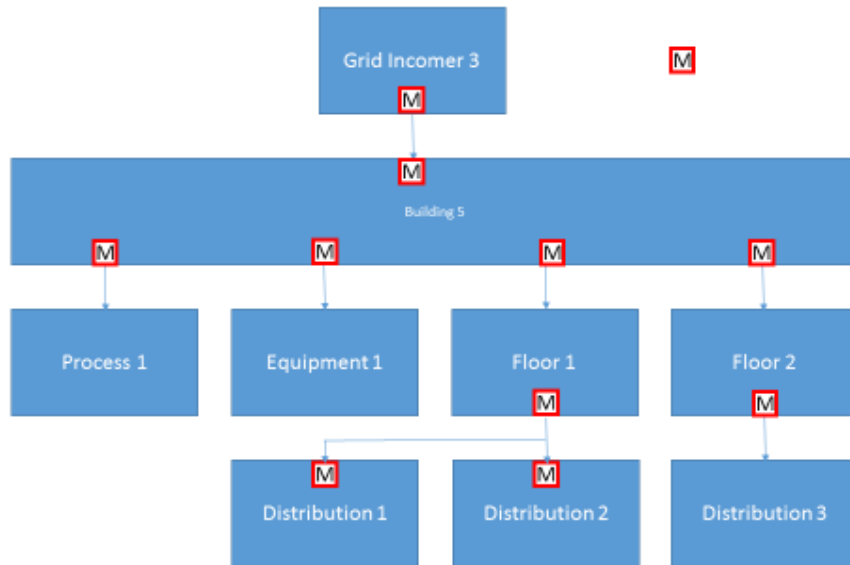 Grid Incomer 3
M
M
M
Building 5
M
M
M
M
Process 1
Equipment 1
Floor 1
Floor 2
M
M
M
M
Distribution 1
Distribution 2
Distribution 3